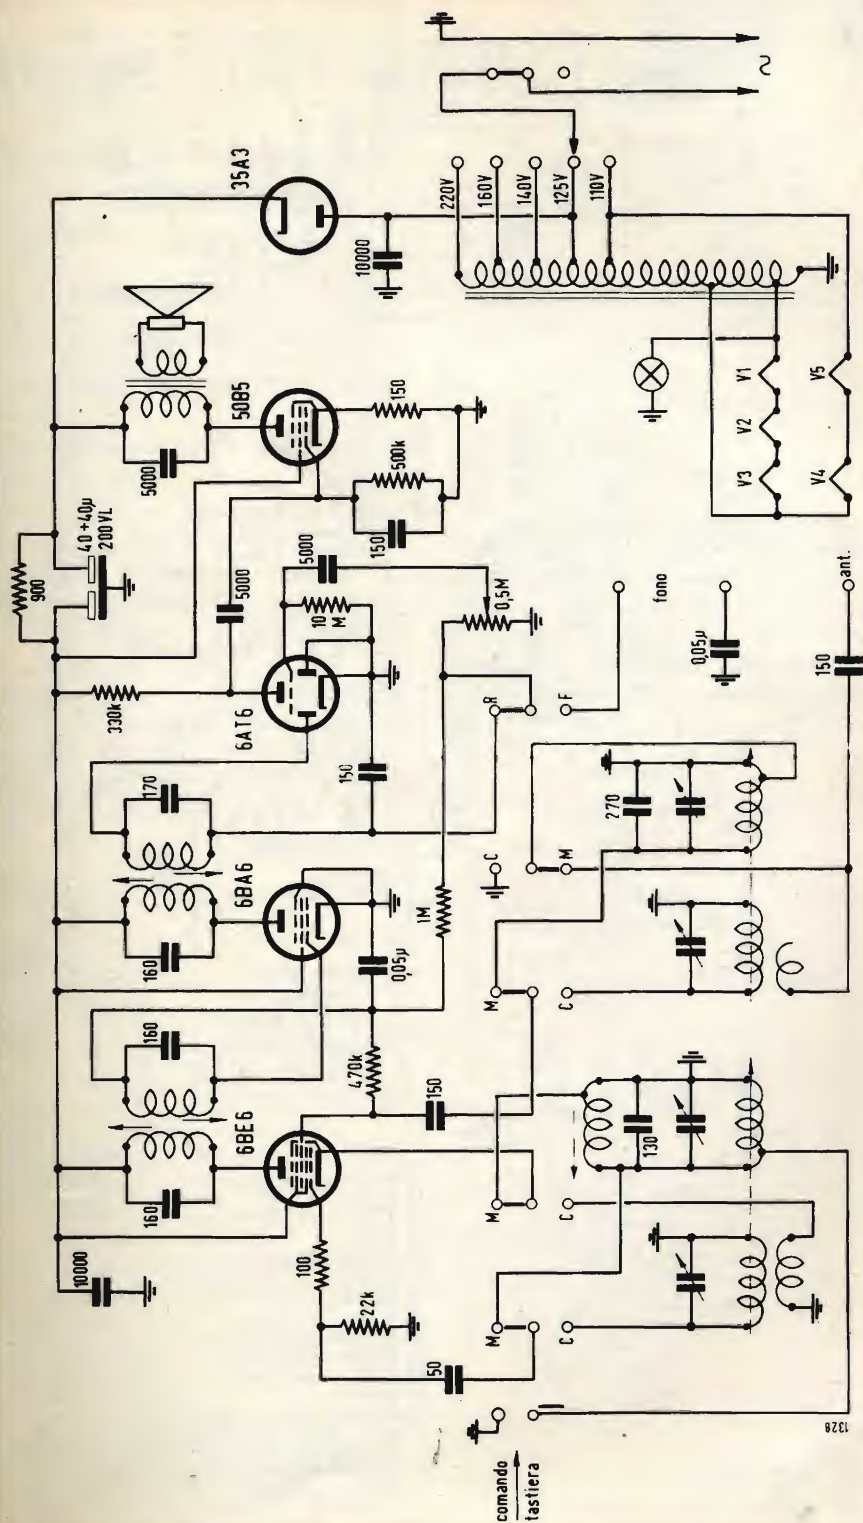 900
40+40µ
200 VL
35A3
50B5
5000
10000
150
500k
150
5000
5000
10
M
0,5M
330k
6AT6
170
150
6BA6
160
1M
0,05µ
160
470k
150
6BE6
160
100
10000
22k
50
220V
160V
140V
125V
110V
V1
V2
V3
V4
V5
R
F
fono
0,05µ
ant.
150
C
M
270
M
C
130
M
C
M
C
comando
tastiera
1328